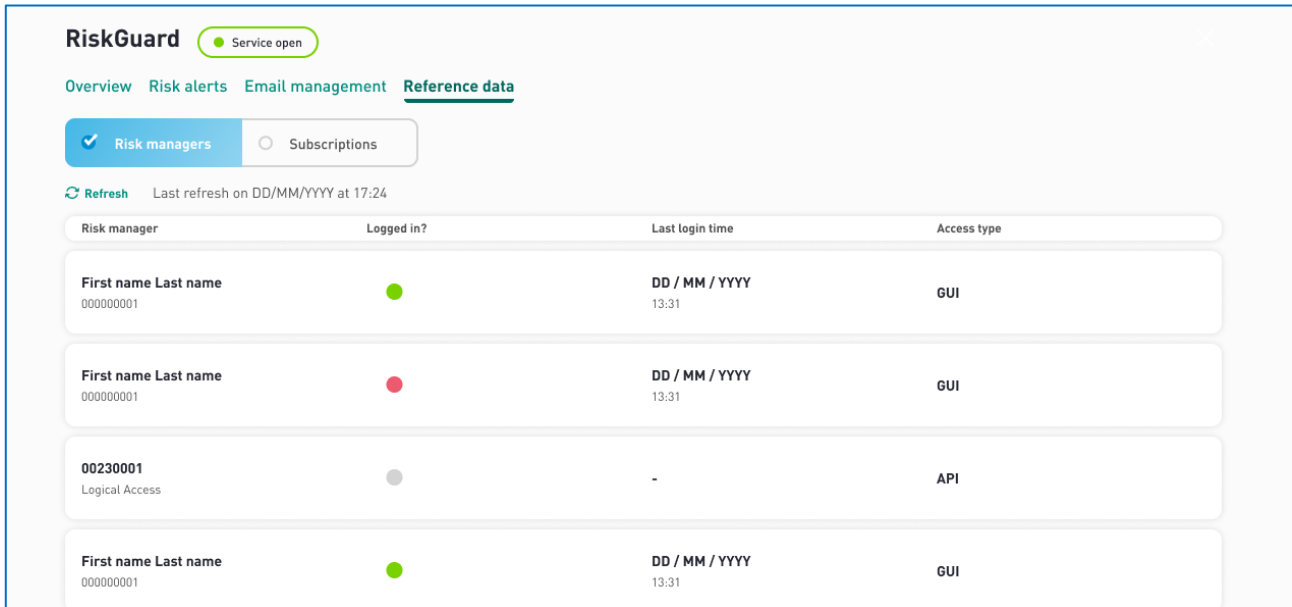 RiskGuard Service open
Overview Risk alerts Email management Reference data
Risk managers Subscriptions
Refresh Last refresh on DD/MM/YYYY at 17:24
Risk manager Logged in? Last login time Access type
First name Last name DD / MM / YYYY GUI
000000001 13:31
First name Last name DD / MM / YYYY GUI
000000001 13:31
00230001 - API
Logical Access
First name Last name DD / MM / YYYY GUI
000000001 13:31